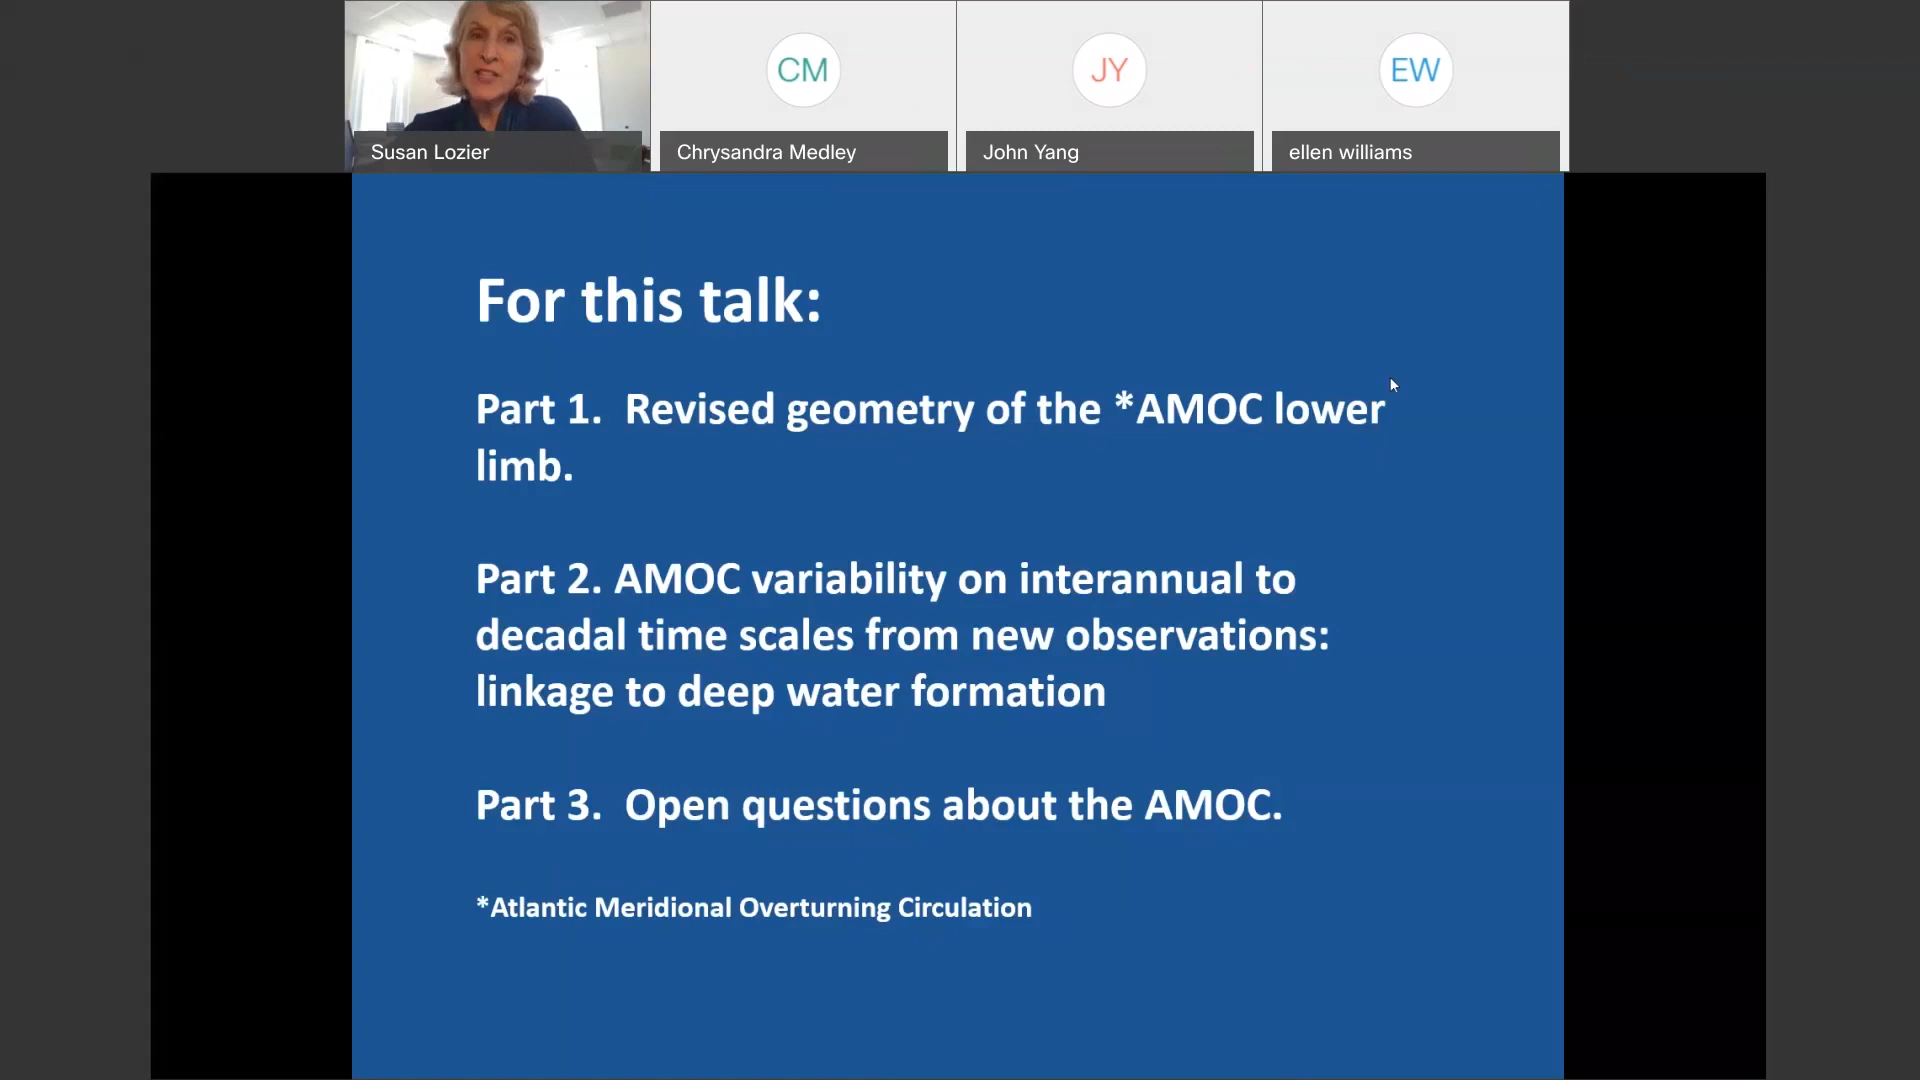 CM
JY
EW
Susan Lozier
Chrysandra Medley
John Yang
ellen williams
For this talk:
Part 1.  Revised geometry of the *AMOC lower
limb.
Part 2. AMOC variability on interannual to
decadal time scales from new observations:
linkage to deep water formation
Part 3.  Open questions about the AMOC.
*Atlantic Meridional Overturning Circulation